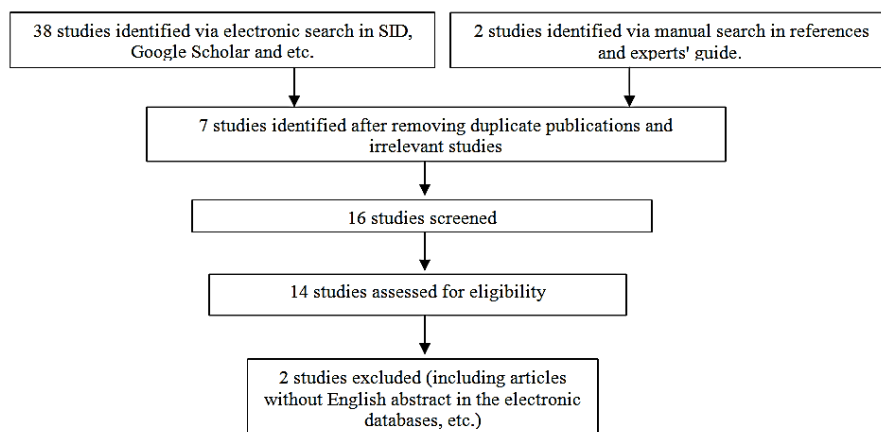 38 studies identified via electronic search in SID,
Google Scholar and etc.
2 studies identified via manual search in references
and experts' guide.
7 studies identified after removing duplicate publications and
irrelevant studies
16 studies screened
14 studies assessed for eligibility
2 studies excluded (including articles
without English abstract in the electronic
databases, etc.)